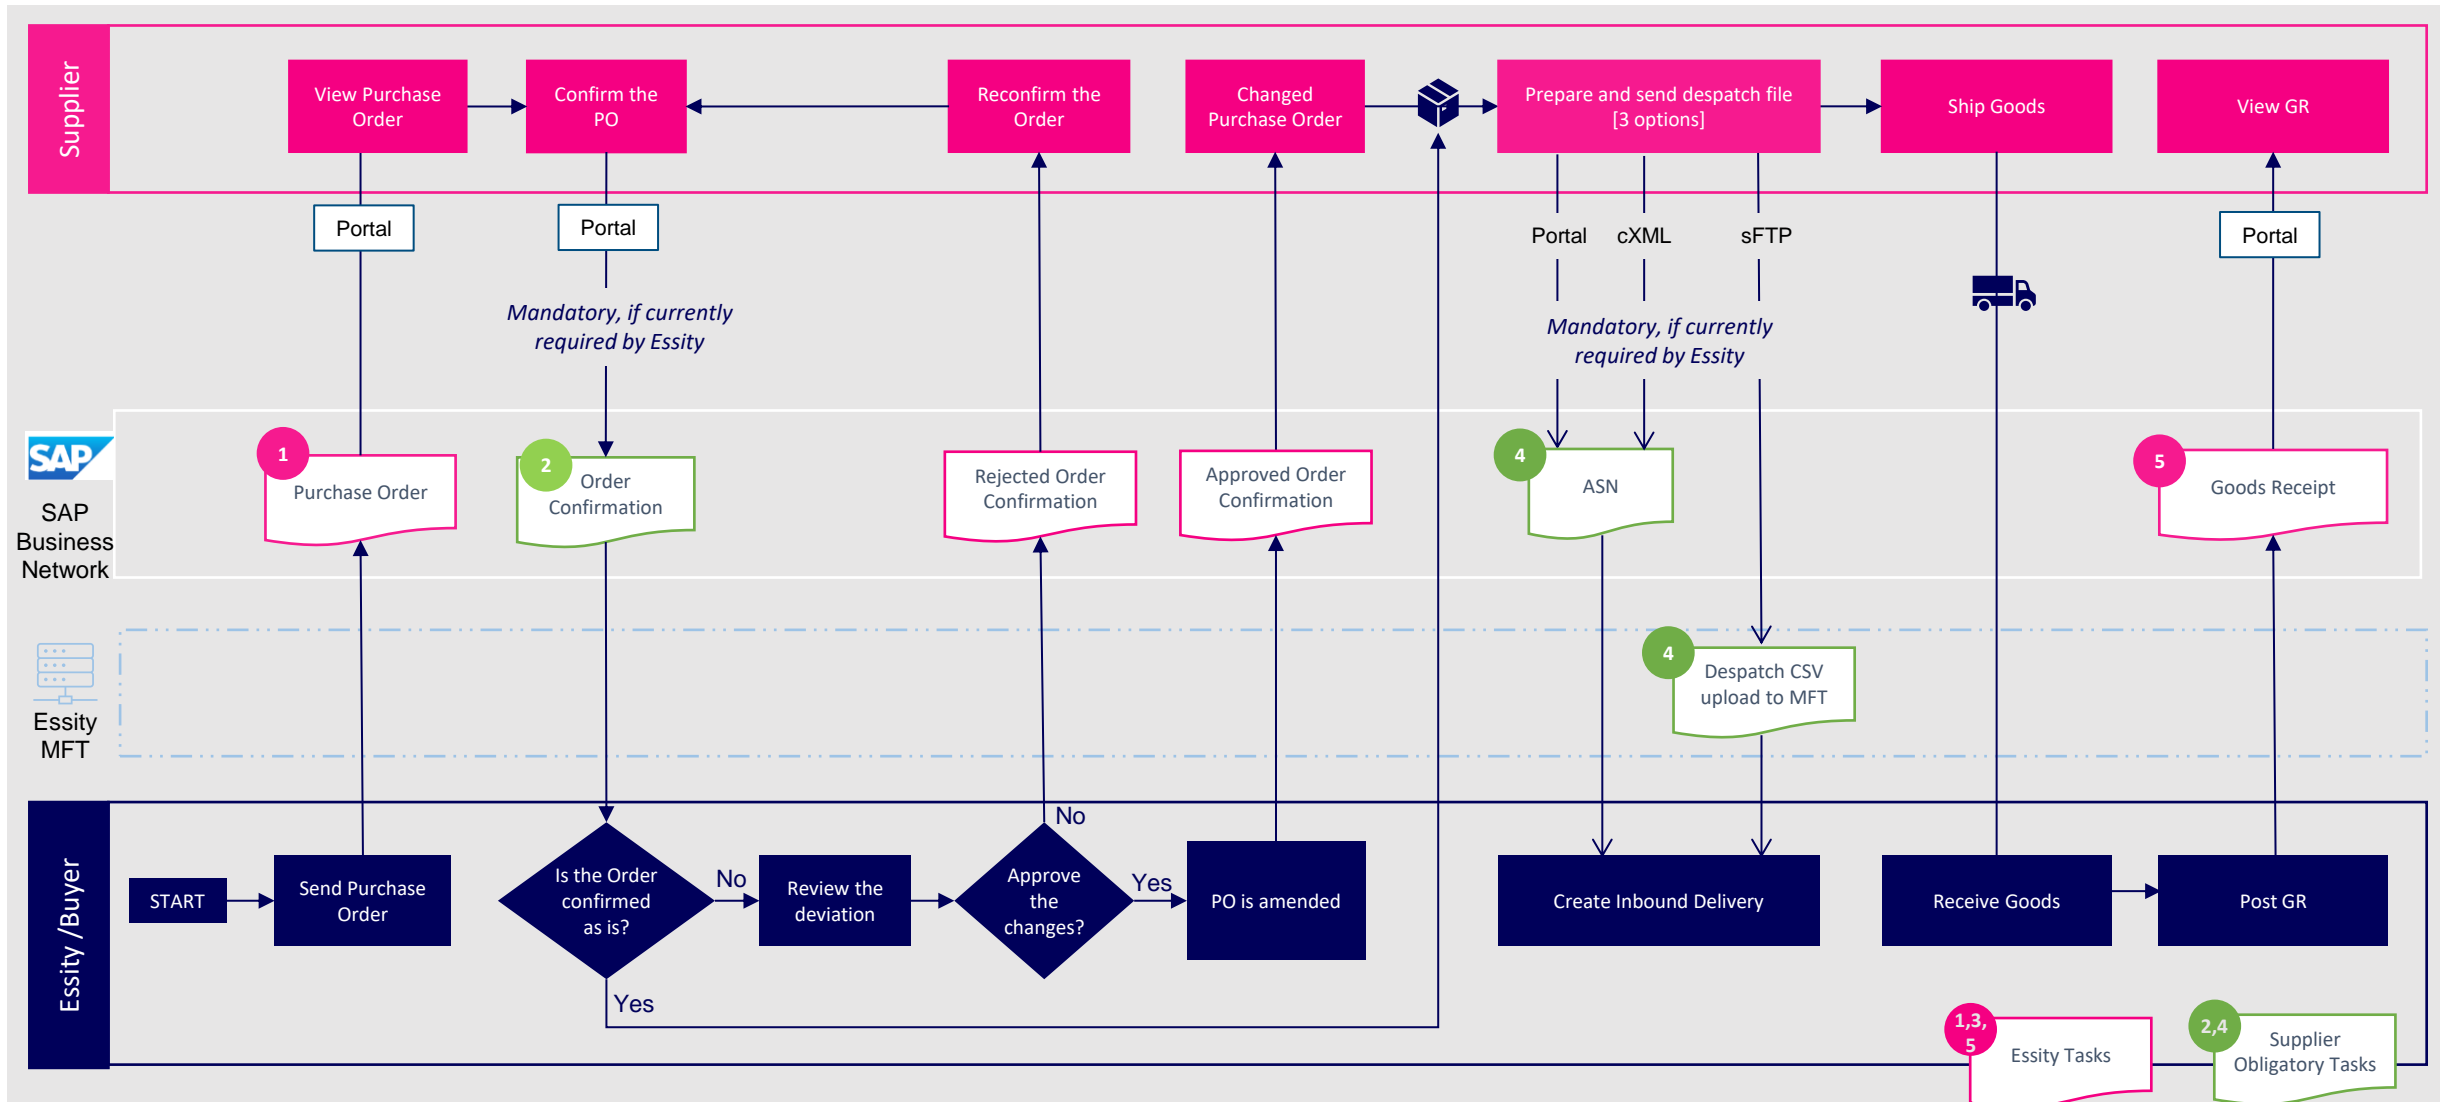 Supplier
View Purchase
Order
Confirm the
PO
Reconfirm the
Order
Changed
Purchase Order
Prepare and send despatch file
[3 options]
Ship Goods
View GR
Portal
Portal
Portal
cXML
sFTP
Portal
Mandatory, if currently
required by Essity
Mandatory, if currently
required by Essity
SAP
SAP
Business
Network
1
Purchase Order
2
Order
Confirmation
Rejected Order
Confirmation
Approved Order
Confirmation
4
ASN
5
Goods Receipt
Essity
MFT
4
Despatch CSV
upload to MFT
Essity /Buyer
START
Send Purchase
Order
Is the Order
confirmed
as is?
No
Yes
Review the
deviation
Approve
the
changes?
No
Yes
PO is amended
Create Inbound Delivery
Receive Goods
Post GR
1,3,
5
Essity Tasks
2,4
Supplier
Obligatory Tasks